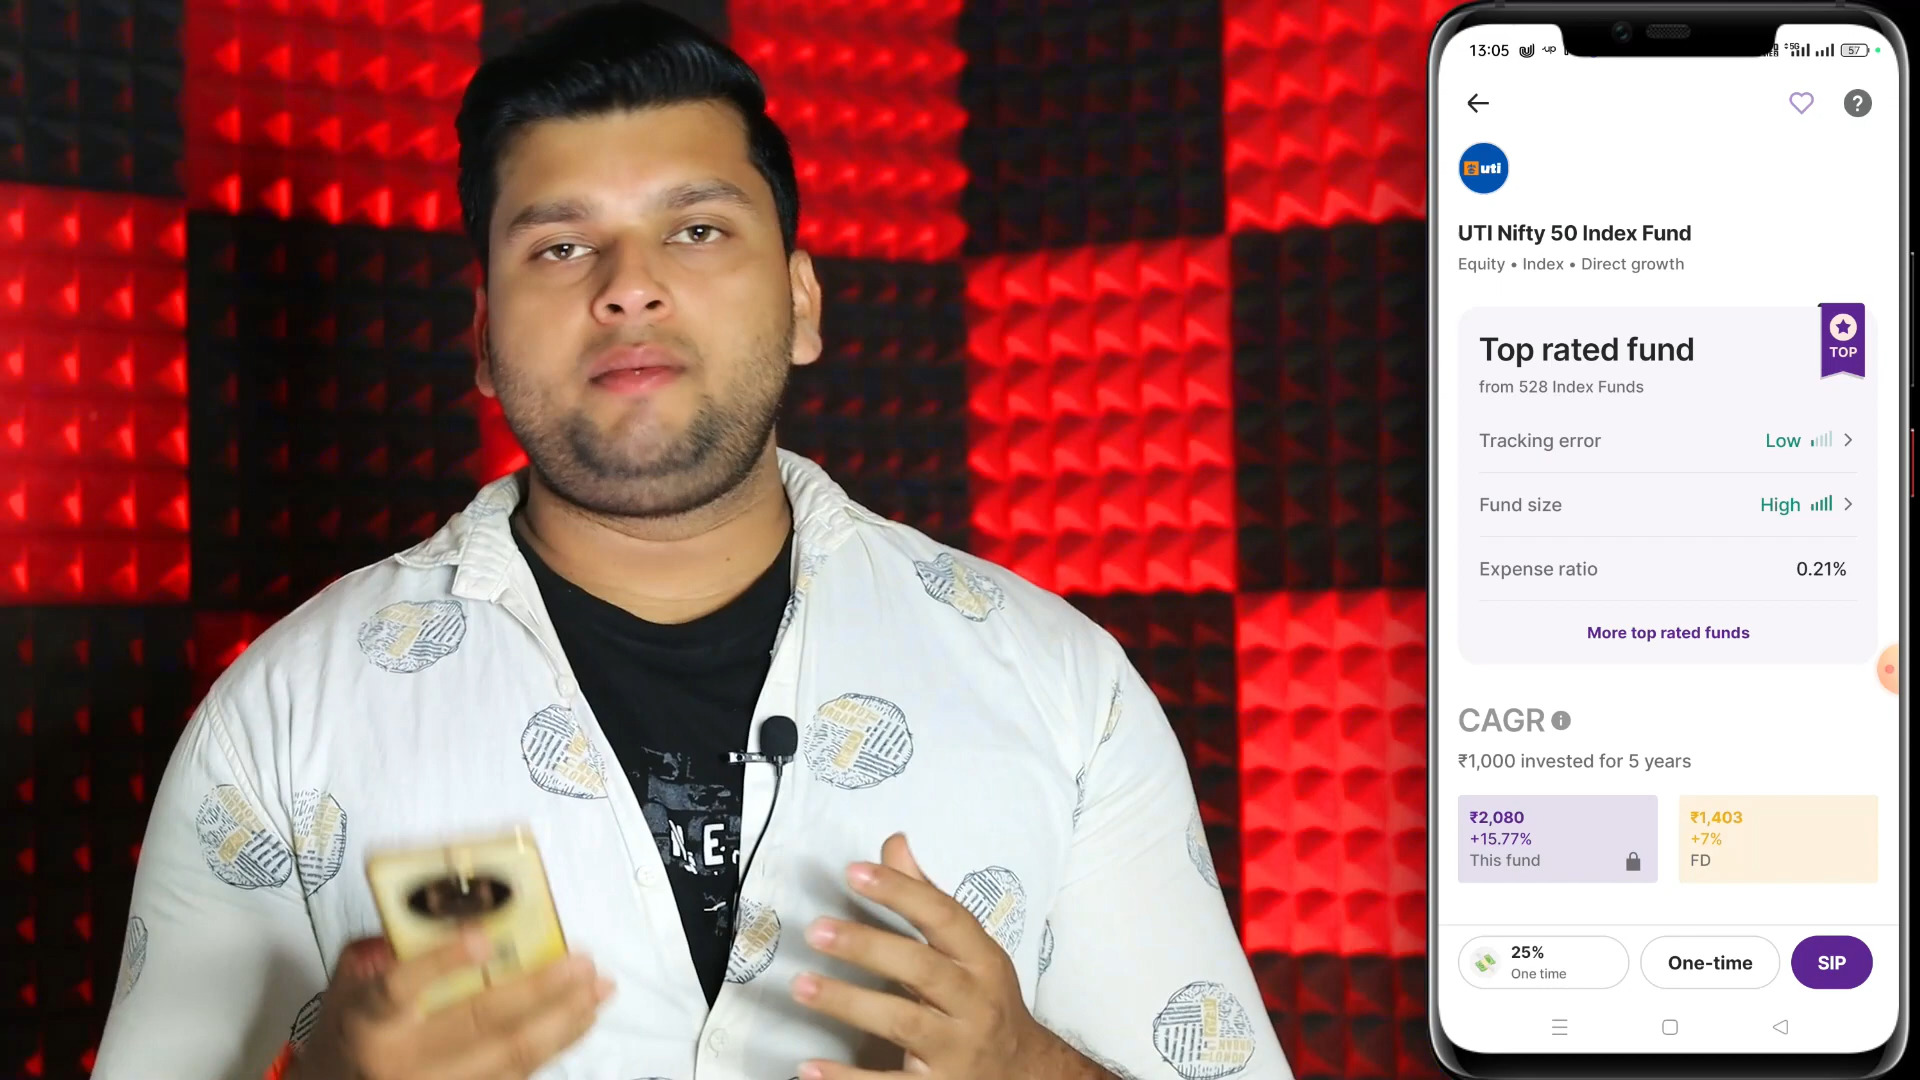 13:05
57
uti
UTI Nifty 50 Index Fund
Equity • Index • Direct growth
Top rated fund
TOP
from 528 Index Funds
Tracking error Low
Fund size High
Expense ratio 0.21%
More top rated funds
CAGR
₹1,000 invested for 5 years
₹2,080
+15.77%
This fund
₹1,403
+7%
FD
25%
One time
One-time
SIP